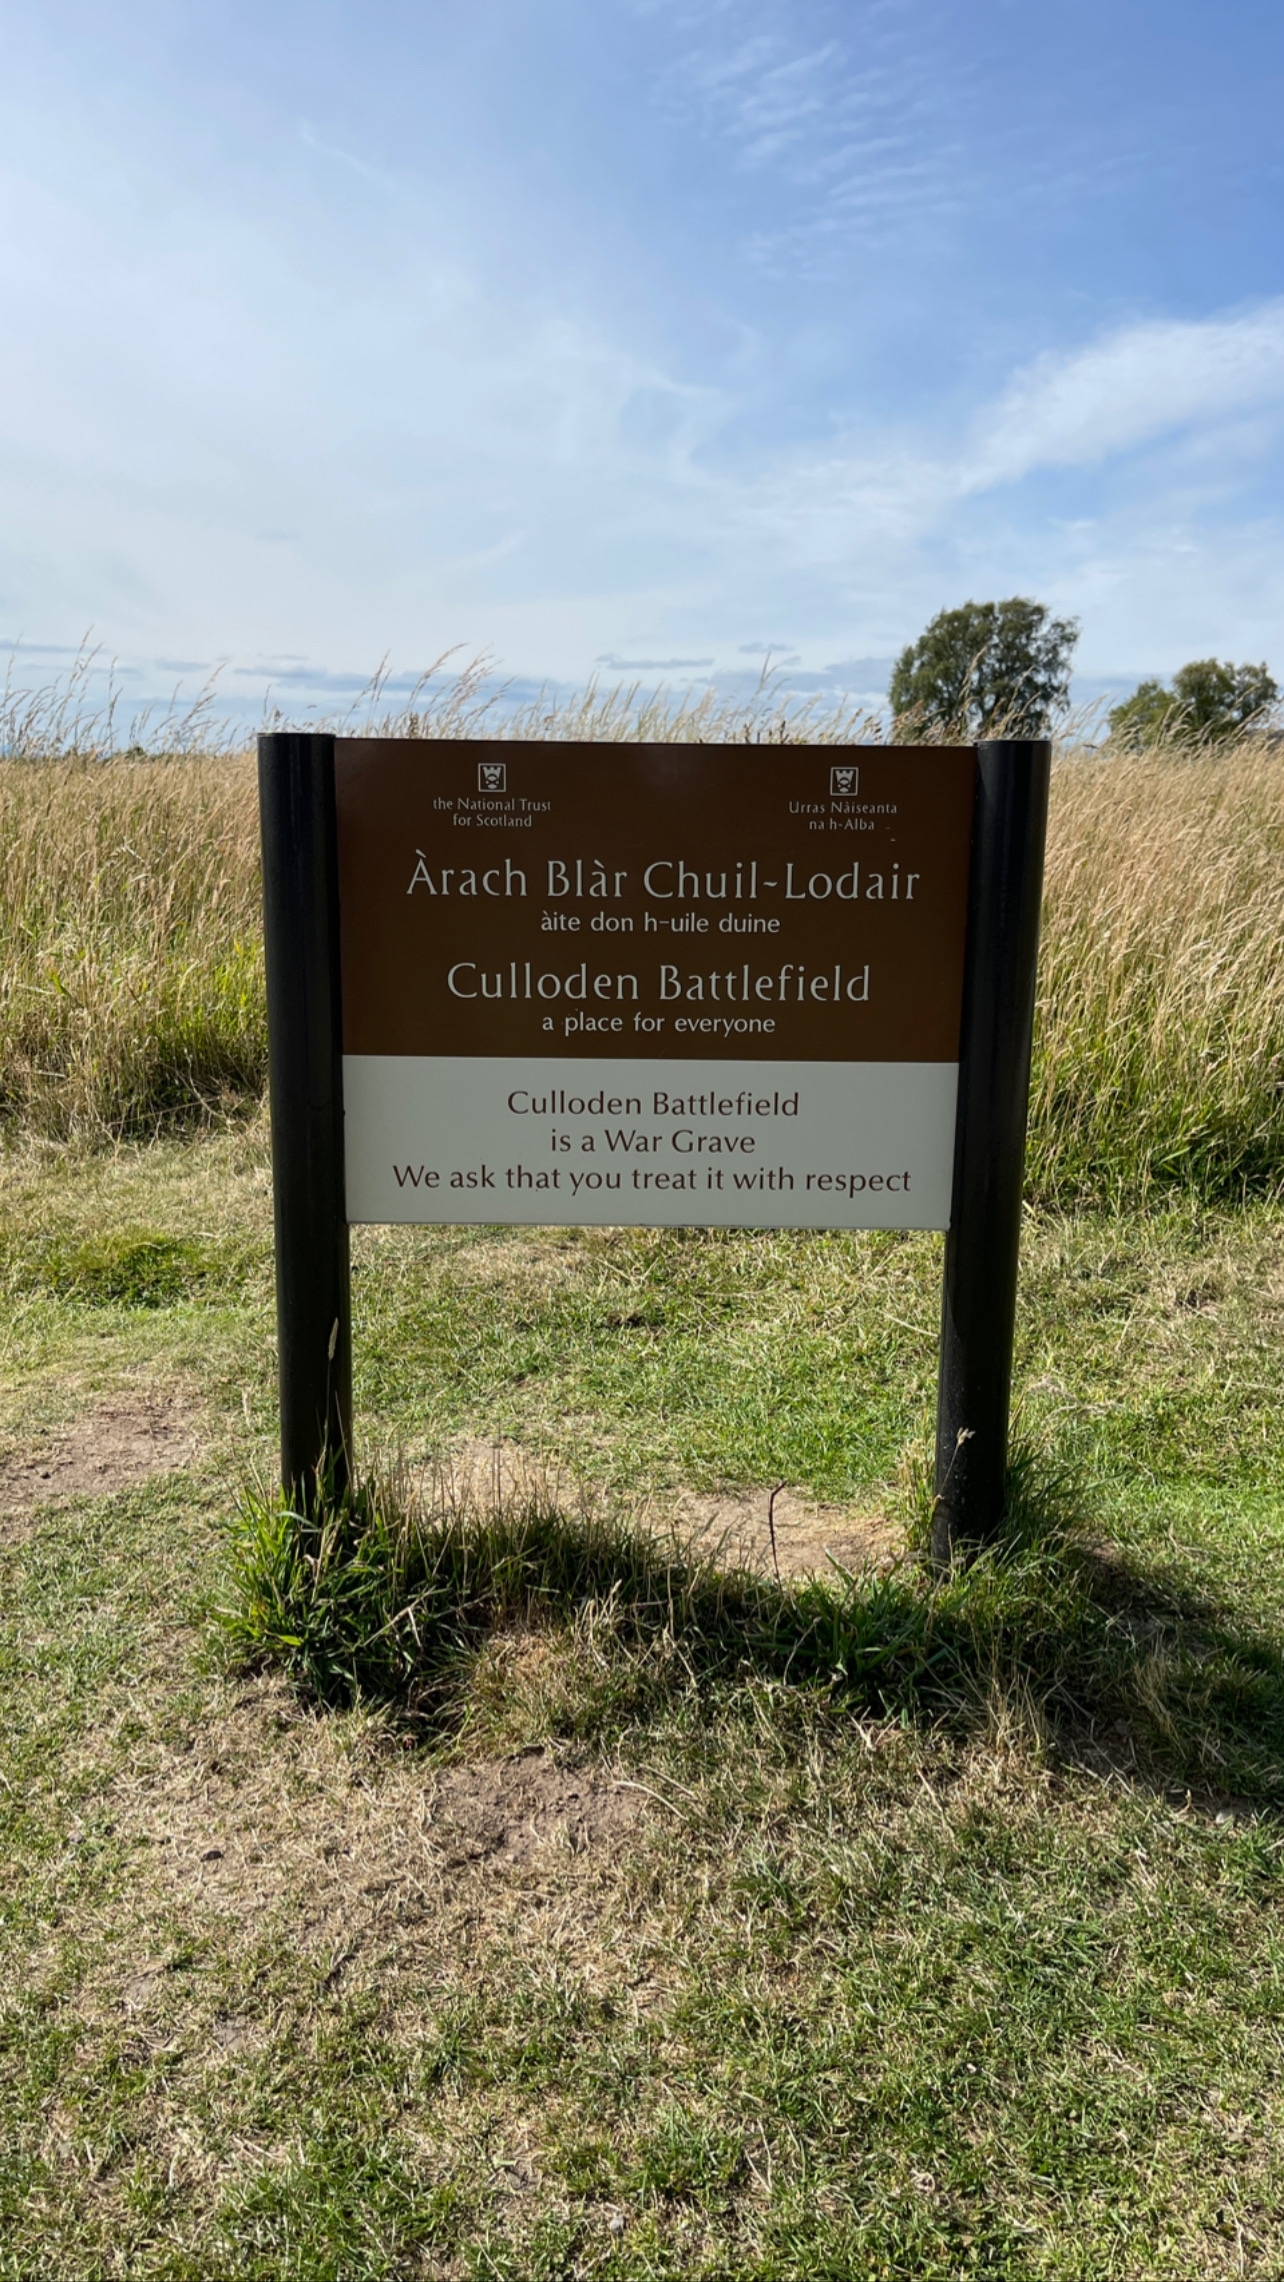 the National Trust
for Scotland
Urras Nàiseanta
na h-Alba
Àrach Blàr Chuil-Lodair
àite don h-uile duine
Culloden Battlefield
a place for everyone
Culloden Battlefield
is a War Grave
We ask that you treat it with respect